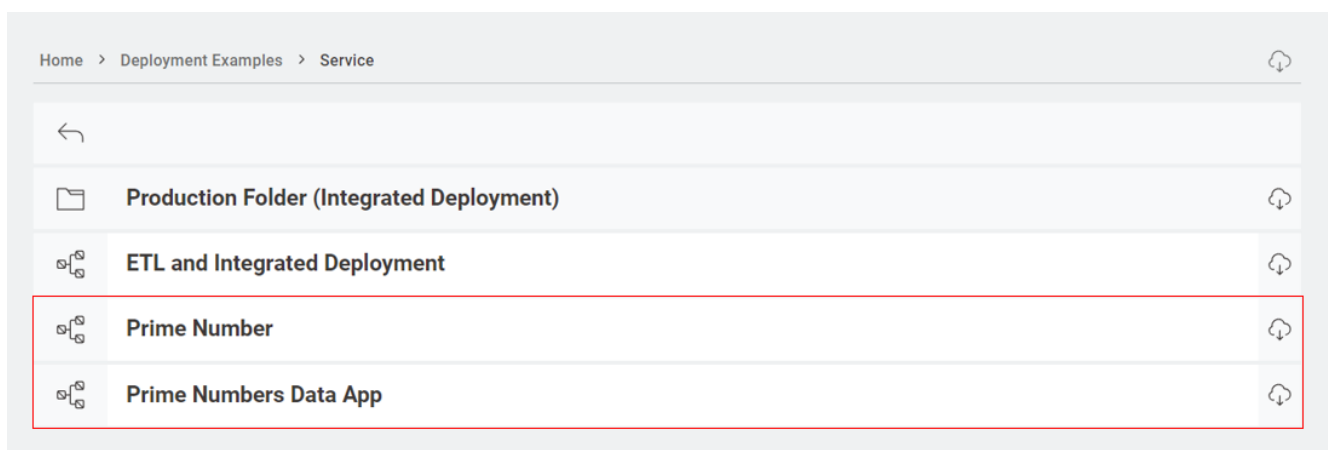 Home > Deployment Examples > Service
Production Folder (Integrated Deployment)
ETL and Integrated Deployment
Prime Number
Prime Numbers Data App